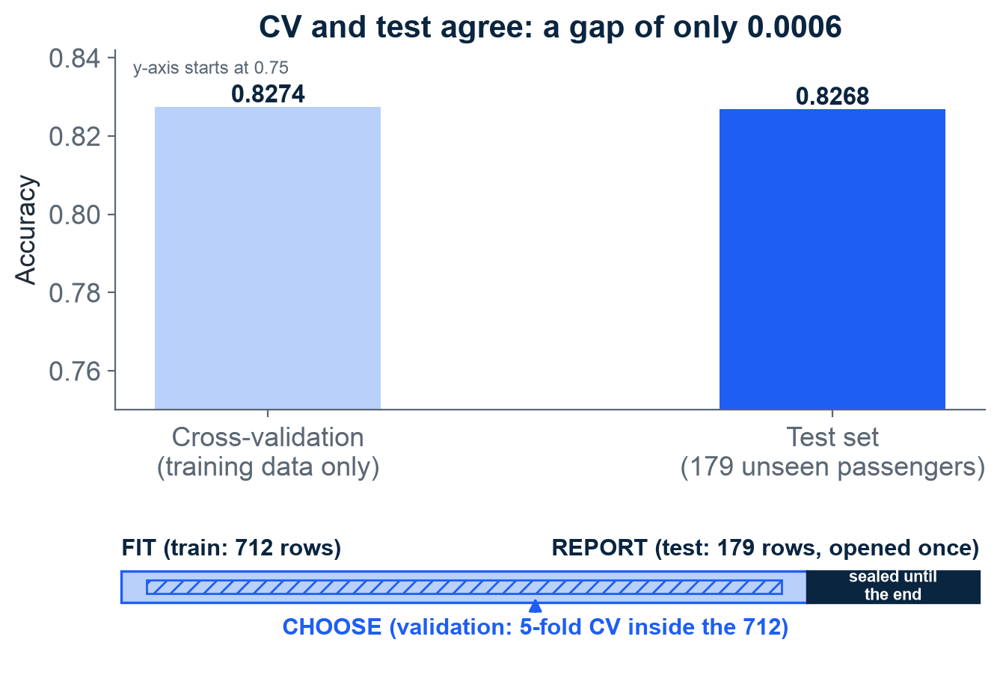 CV and test agree: a gap of only 0.0006
0.84
y-axis starts at 0.75
0.8274
0.8268
0.82
0.80
0.78
0.76
Accuracy
Cross-validation
(training data only)
Test set
(179 unseen passengers)
FIT (train: 712 rows)
REPORT (test: 179 rows, opened once)
sealed until
the end
CHOOSE (validation: 5-fold CV inside the 712)